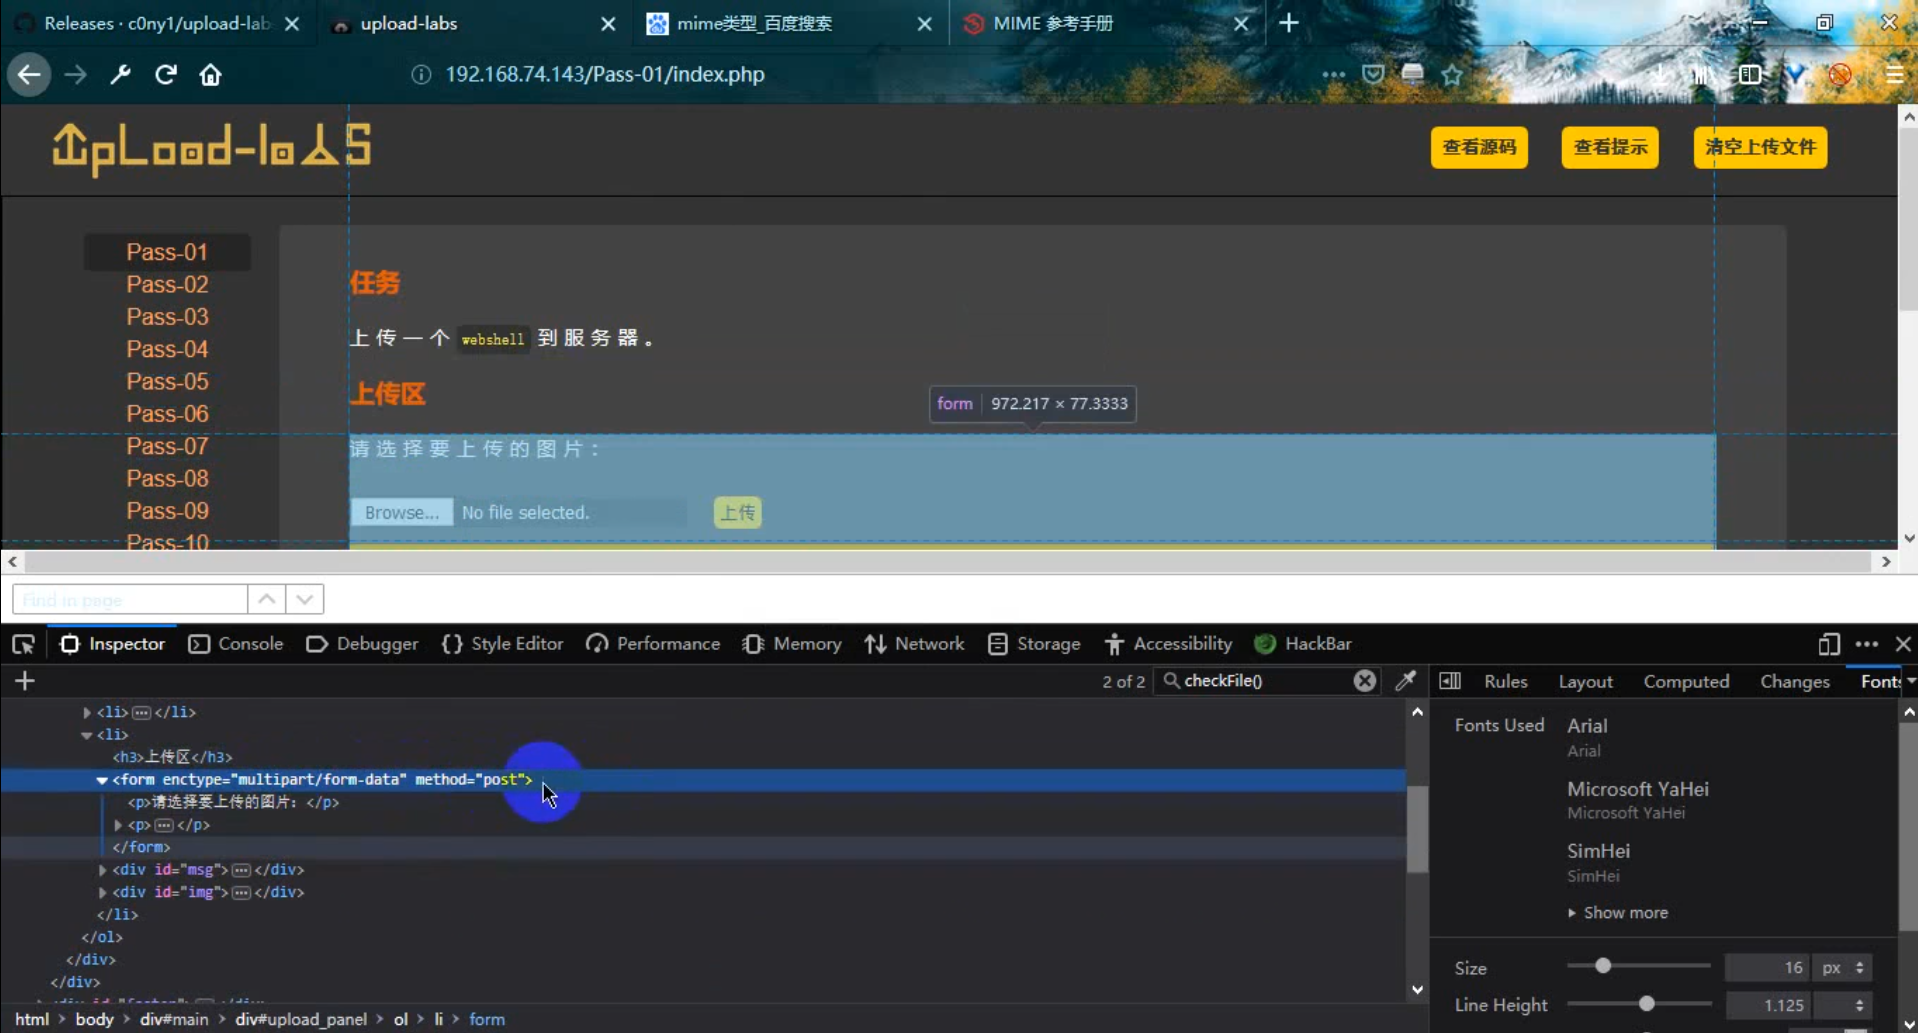 Releases · c0ny1/upload-lab
upload-labs
mime类型_百度搜索
MIME 参考手册
192.168.74.143/Pass-01/index.php
UpLoad-labs
查看源码
查看提示
清空上传文件
Pass-01
Pass-02
Pass-03
Pass-04
Pass-05
Pass-06
Pass-07
Pass-08
Pass-09
Pass-10
任务
上传一个 webshell 到服务器。
上传区
form 972.217 × 77.3333
请选择要上传的图片：
Browse... No file selected. 上传
Find in page
Inspector Console Debugger Style Editor Performance Memory Network Storage Accessibility HackBar
2 of 2 checkFile()
Rules Layout Computed Changes Fonts
<li>···</li>
<li>
<h3>上传区</h3>
<form enctype="multipart/form-data" method="post">
<p>请选择要上传的图片：</p>
<p>···</p>
</form>
<div id="msg">···</div>
<div id="img">···</div>
</li>
</ol>
</div>
</div>
html > body > div#main > div#upload_panel > ol > li > form
Fonts Used Arial
Arial
Microsoft YaHei
Microsoft YaHei
SimHei
SimHei
Show more
Size 16 px
Line Height 1.125